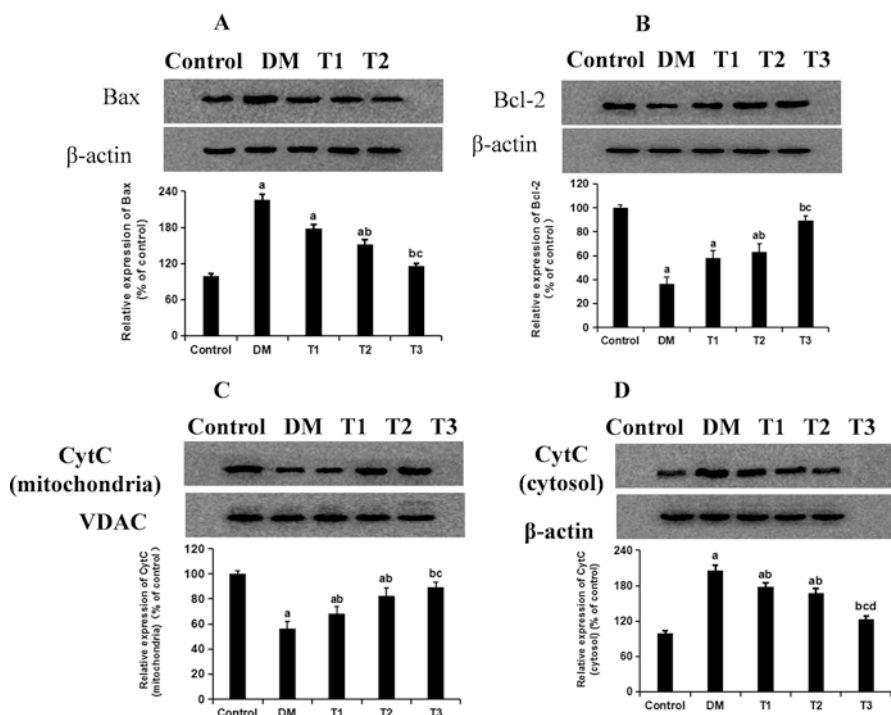 A
Control DM T1 T2
Bax
β-actin
Relative expression of Bax
(% of control)
240
180
120
60
0
a
a
ab
bc
Control DM T1 T2 T3
B
Control DM T1 T2 T3
Bcl-2
β-actin
Relative expression of Bcl-2
(% of control)
120
100
80
60
40
20
0
a
a
ab
bc
Control DM T1 T2 T3
C
Control DM T1 T2 T3
CytC
(mitochondria)
VDAC
Relative expression of CytC
(mitochondria) (% of control)
120
100
80
60
40
20
0
a
ab
ab
bc
Control DM T1 T2 T3
D
Control DM T1 T2 T3
CytC
(cytosol)
β-actin
Relative expression of CytC
(cytosol) (% of control)
240
180
120
60
0
a
ab
ab
bcd
Control DM T1 T2 T3